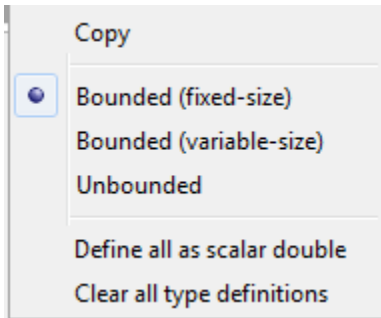 Copy
Bounded (fixed-size)
Bounded (variable-size)
Unbounded
Define all as scalar double
Clear all type definitions